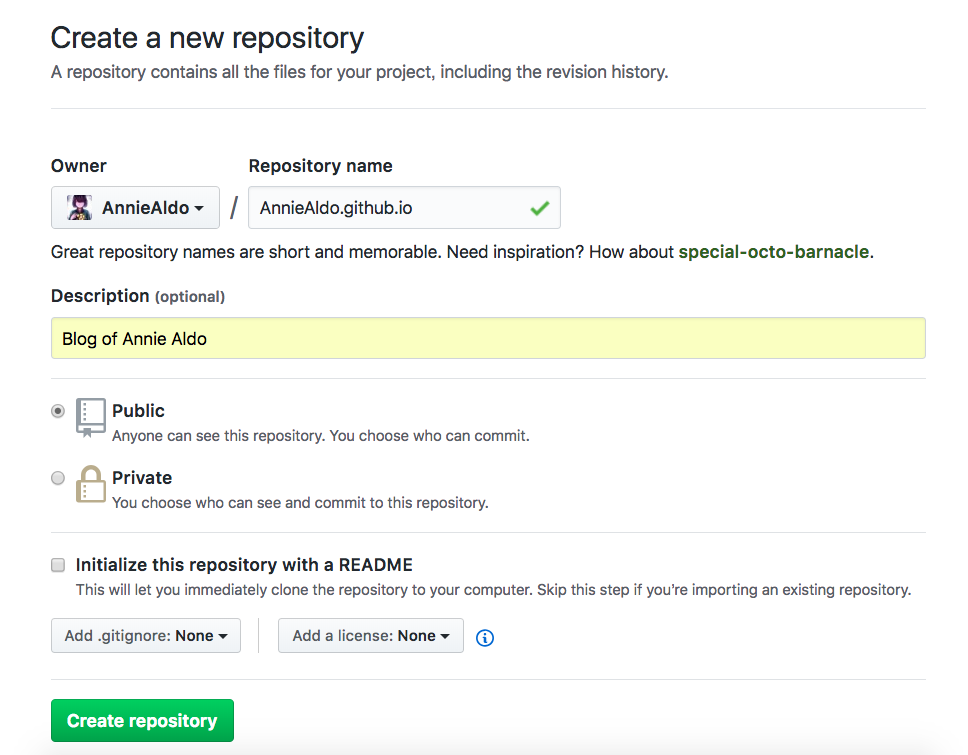 Create a new repository
A repository contains all the files for your project, including the revision history.
Owner Repository name
AnnieAldo / AnnieAldo.github.io
Great repository names are short and memorable. Need inspiration? How about special-octo-barnacle.
Description (optional)
Blog of Annie Aldo
Public
Anyone can see this repository. You choose who can commit.
Private
You choose who can see and commit to this repository.
Initialize this repository with a README
This will let you immediately clone the repository to your computer. Skip this step if you're importing an existing repository.
Add .gitignore: None Add a license: None
Create repository